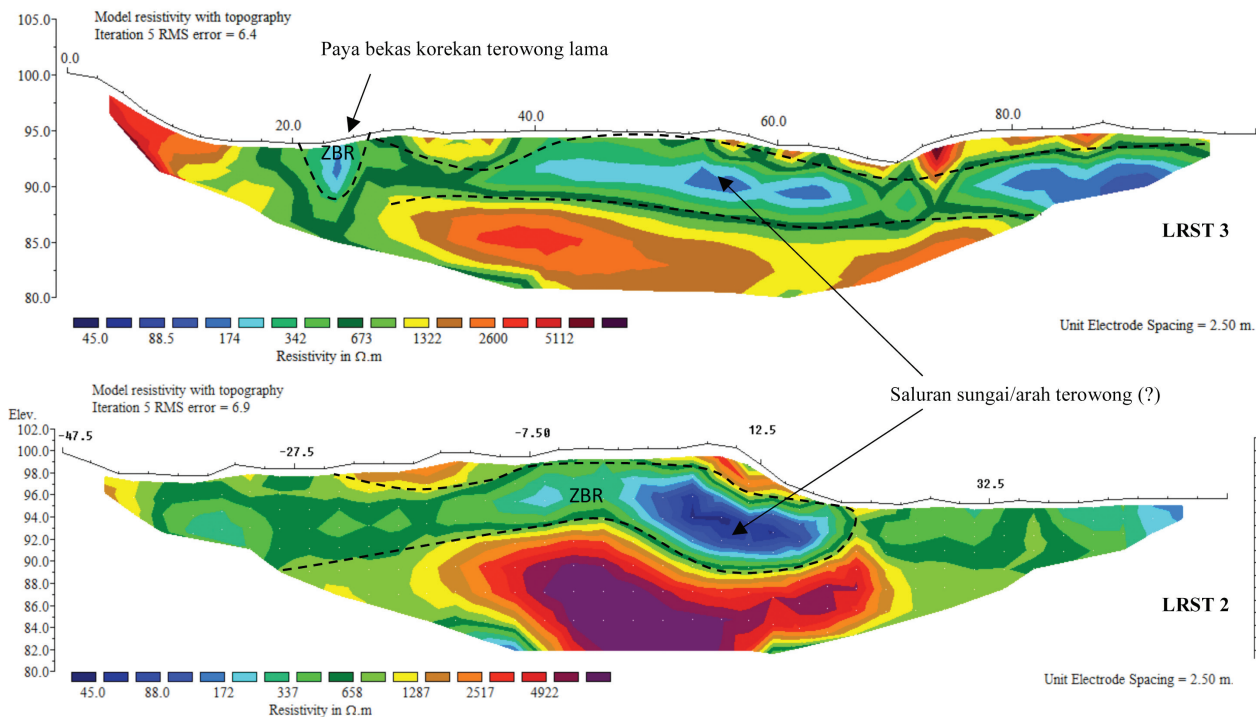 Model resistivity with topography
Iteration 5 RMS error = 6.4
Paya bekas korekan terowong lama
105.0
100.0
95.0
90.0
85.0
80.0
0.0
20.0
40.0
60.0
80.0
ZBR
LRST 3
45.0 88.5 174 342 673 1322 2600 5112
Resistivity in Ω.m
Unit Electrode Spacing = 2.50 m.
Saluran sungai/arah terowong (?)
Model resistivity with topography
Iteration 5 RMS error = 6.9
Elev.
102.0
100.0
98.0
96.0
94.0
92.0
90.0
88.0
86.0
84.0
82.0
80.0
-47.5
-27.5
-7.50
12.5
32.5
ZBR
LRST 2
45.0 88.0 172 337 658 1287 2517 4922
Resistivity in Ω.m
Unit Electrode Spacing = 2.50 m.